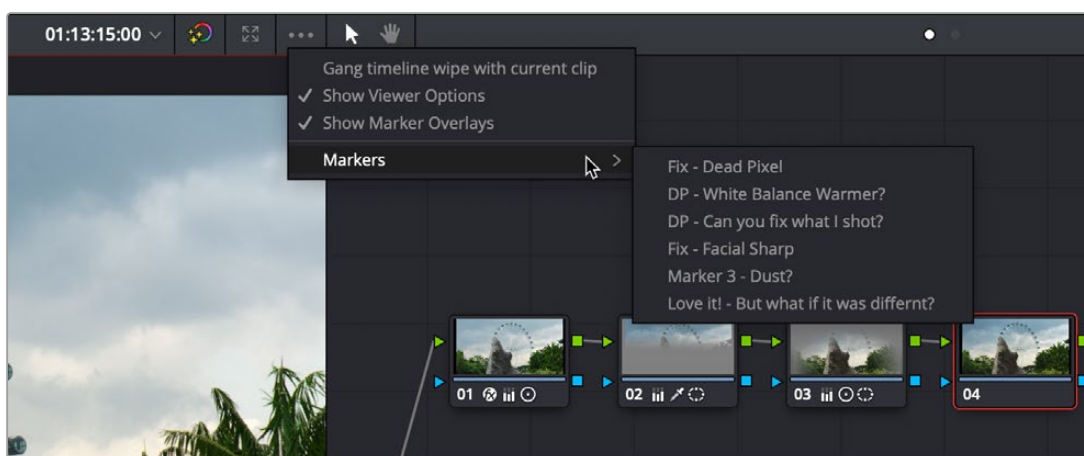 01:13:15:00
Gang timeline wipe with current clip
Show Viewer Options
Show Marker Overlays
Markers
Fix - Dead Pixel
DP - White Balance Warmer?
DP - Can you fix what I shot?
Fix - Facial Sharp
Marker 3 - Dust?
Love it! - But what if it was differnt?
01
02
03
04